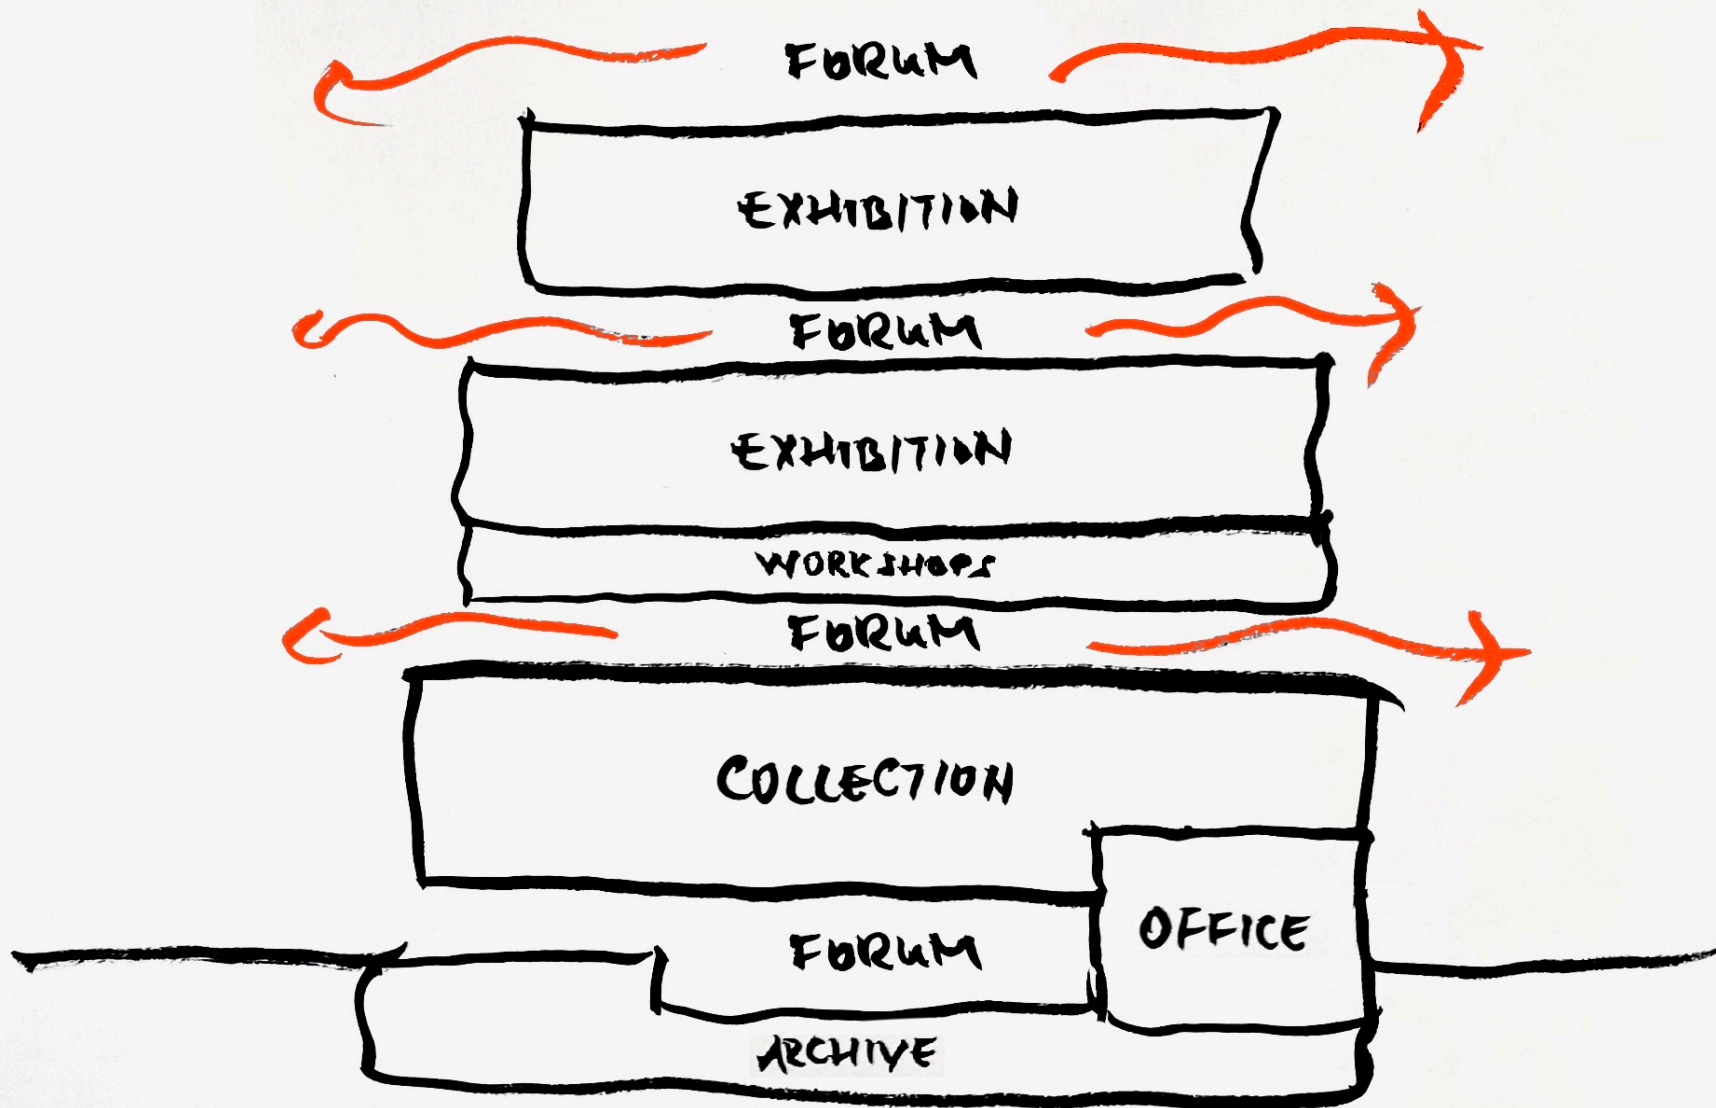 FORUM
EXHIBITION
FORUM
EXHIBITION
WORKSHOPS
FORUM
COLLECTION
OFFICE
FORUM
ARCHIVE